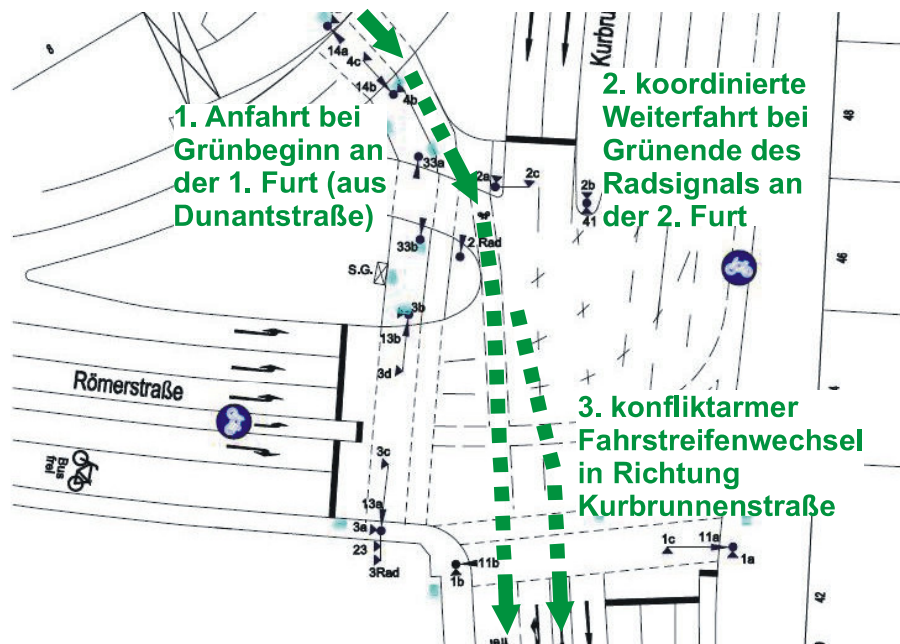 8
14a
4c
14b
4b
Kurbru
48
1. Anfahrt bei
Grünbeginn an
der 1. Furt (aus
Dunantstraße)
2. koordinierte
Weiterfahrt bei
Grünende des
Radsignals an
der 2. Furt
33a
2a
2c
2b
41
33b
2 Rad
S.G.
46
3b
13b
3d
Römerstraße
3. konfliktarmer
Fahrstreifenwechsel
in Richtung
Kurbrunnenstraße
Bus
frei
3c
13a
3a
23
3Rad
11b
1b
1c
11a
1a
42